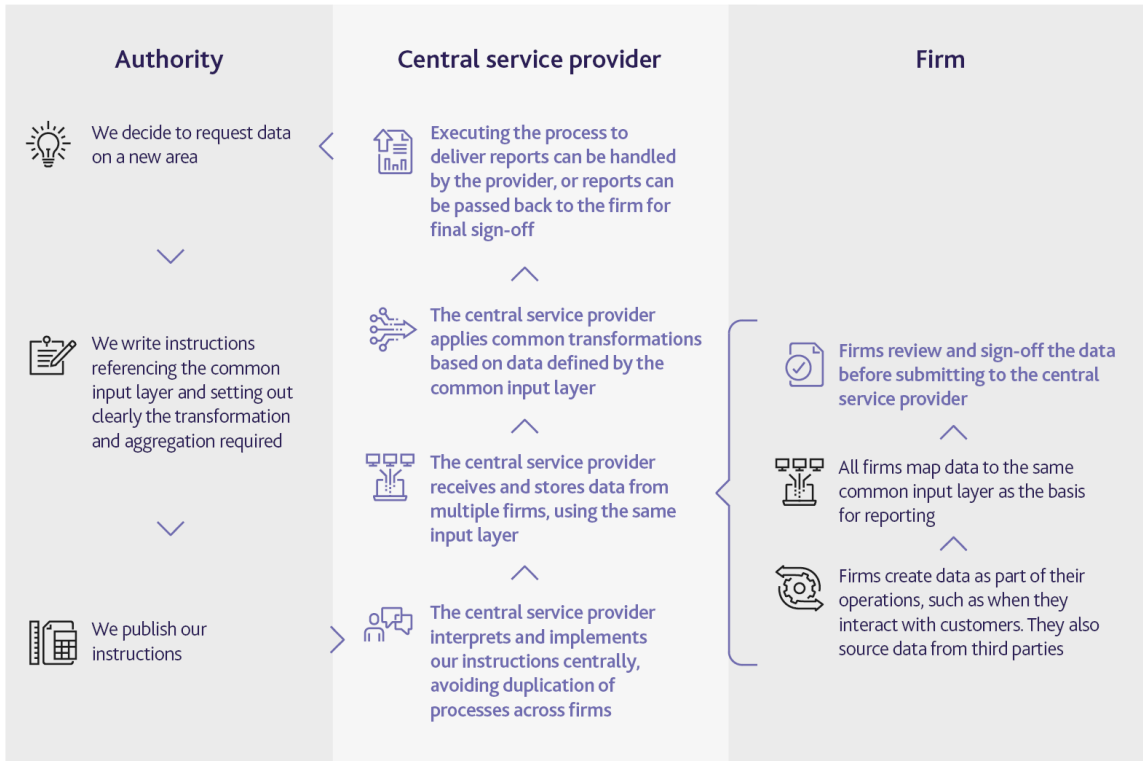 Authority
We decide to request data
on a new area
We write instructions
referencing the common
input layer and setting out
clearly the transformation
and aggregation required
We publish our
instructions
Central service provider
Executing the process to
deliver reports can be handled
by the provider, or reports can
be passed back to the firm for
final sign-off
The central service provider
applies common transformations
based on data defined by the
common input layer
The central service provider
receives and stores data from
multiple firms, using the same
input layer
The central service provider
interprets and implements
our instructions centrally,
avoiding duplication of
processes across firms
Firm
Firms review and sign-off the data
before submitting to the central
service provider
All firms map data to the same
common input layer as the basis
for reporting
Firms create data as part of their
operations, such as when they
interact with customers. They also
source data from third parties